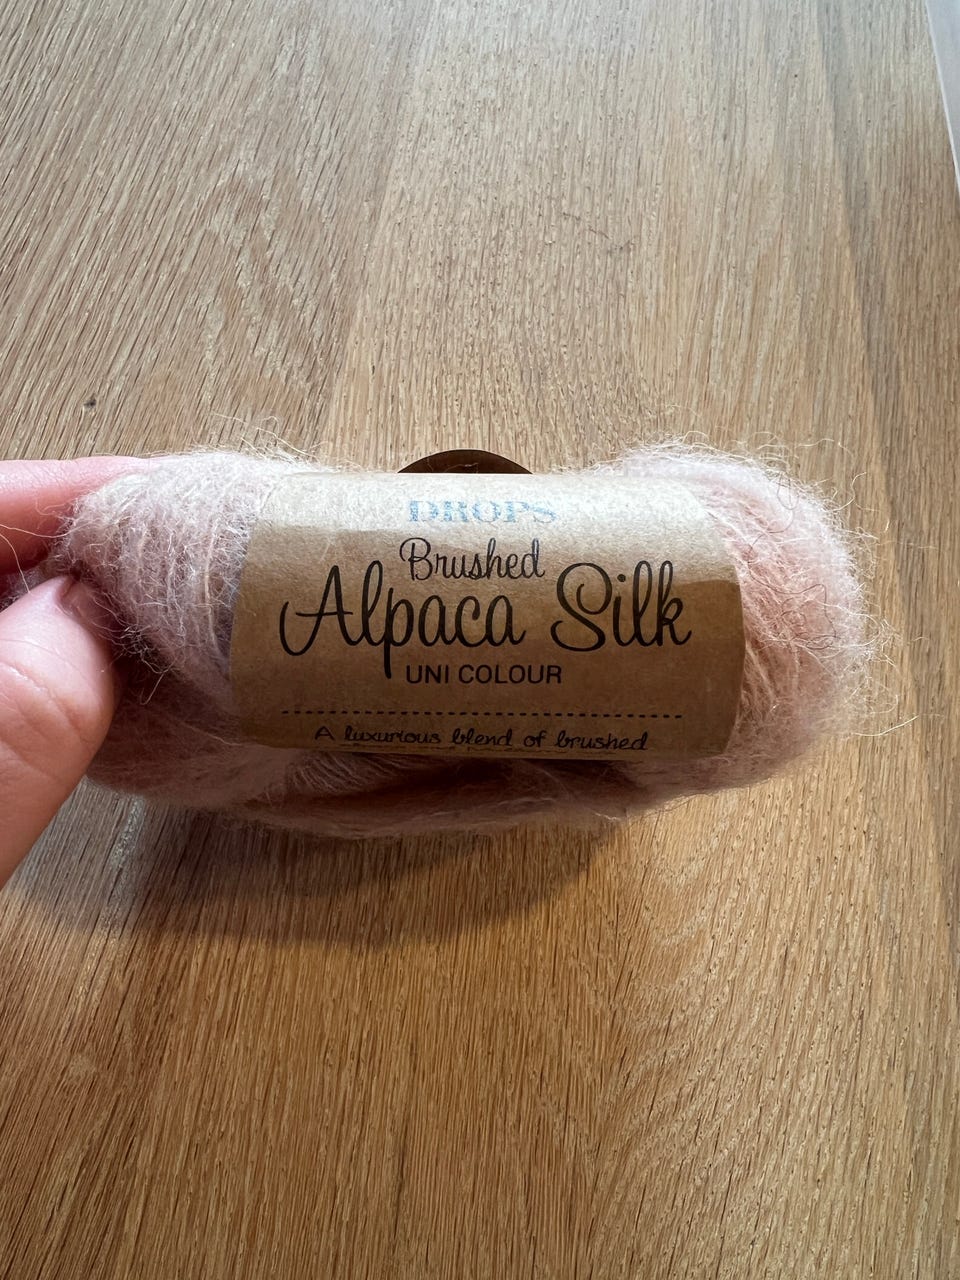 DROPS
Brushed
Alpaca Silk
UNI COLOUR
A luxurious blend of brushed